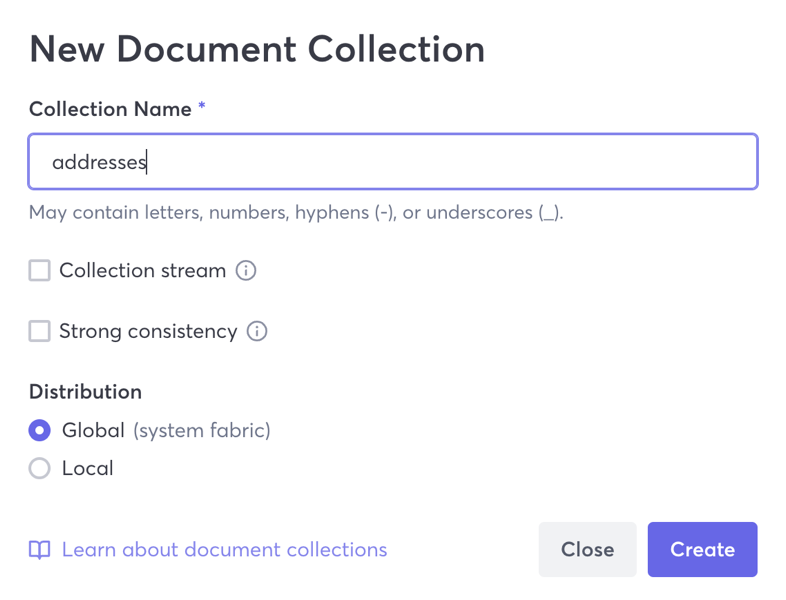 New Document Collection
Collection Name *
addresses
May contain letters, numbers, hyphens (-), or underscores (_).
Collection stream
Strong consistency
Distribution
Global (system fabric)
Local
Learn about document collections
Close
Create